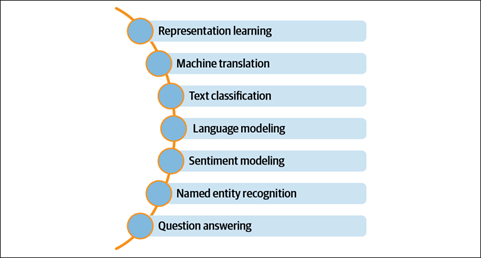 Representation learning
Machine translation
Text classification
Language modeling
Sentiment modeling
Named entity recognition
Question answering